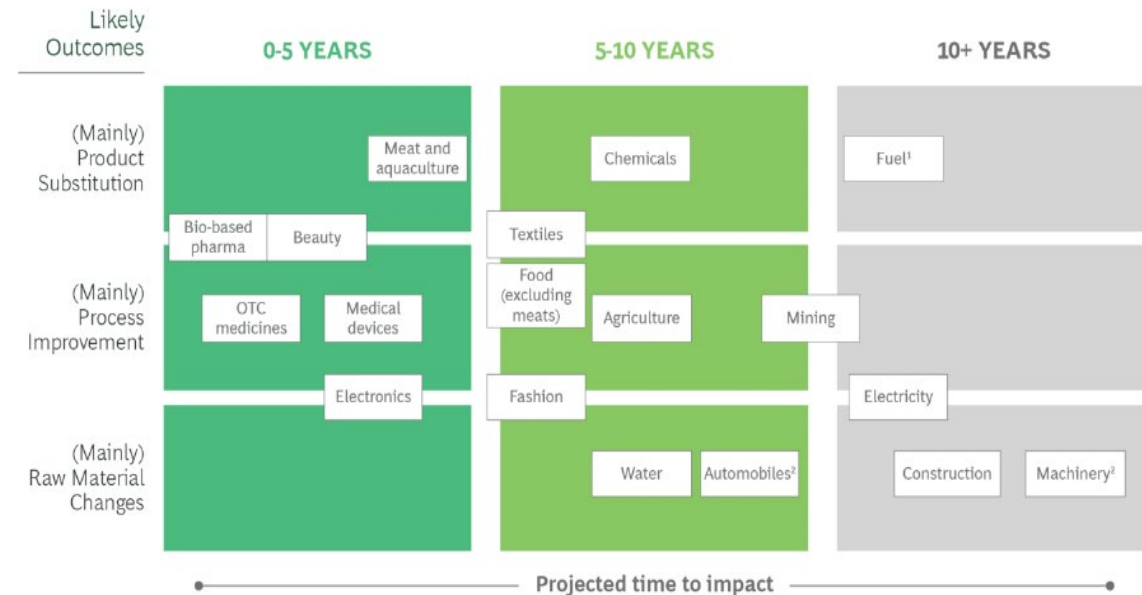 Likely
Outcomes
0-5 YEARS
5-10 YEARS
10+ YEARS
(Mainly)
Product
Substitution
Meat and
aquaculture
Chemicals
Fuel¹
Bio-based
pharma
Beauty
Textiles
(Mainly)
Process
Improvement
OTC
medicines
Medical
devices
Food
(excluding
meats)
Agriculture
Mining
Electronics
Fashion
Electricity
(Mainly)
Raw Material
Changes
Water
Automobiles²
Construction
Machinery²
Projected time to impact